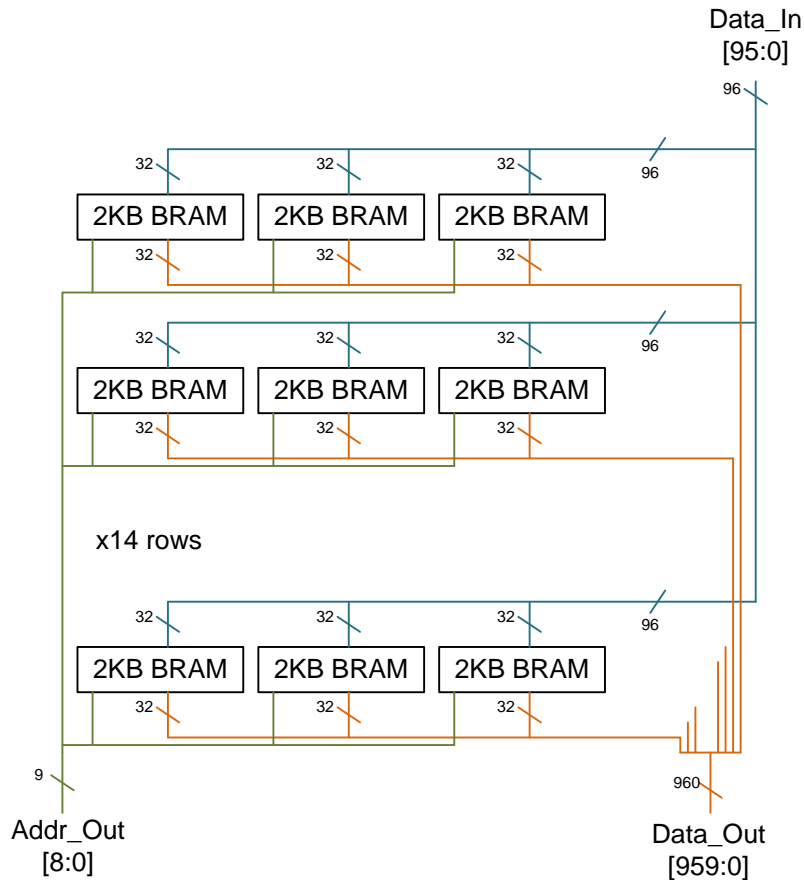 Data_In
[95:0]
96
32 32 32 96
2KB BRAM 2KB BRAM 2KB BRAM
32 32 32
32 32 32 96
2KB BRAM 2KB BRAM 2KB BRAM
32 32 32
x14 rows
32 32 32 96
2KB BRAM 2KB BRAM 2KB BRAM
32 32 32
9 960
Addr_Out Data_Out
[8:0] [959:0]